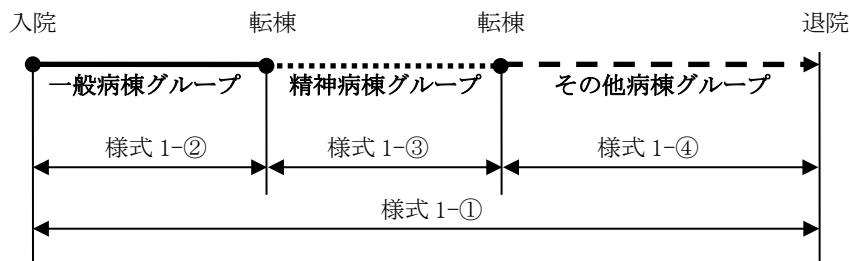 入院 転棟 転棟 退院
一般病棟グループ 精神病棟グループ その他病棟グループ
様式 1-② 様式 1-③ 様式 1-④
様式 1-①